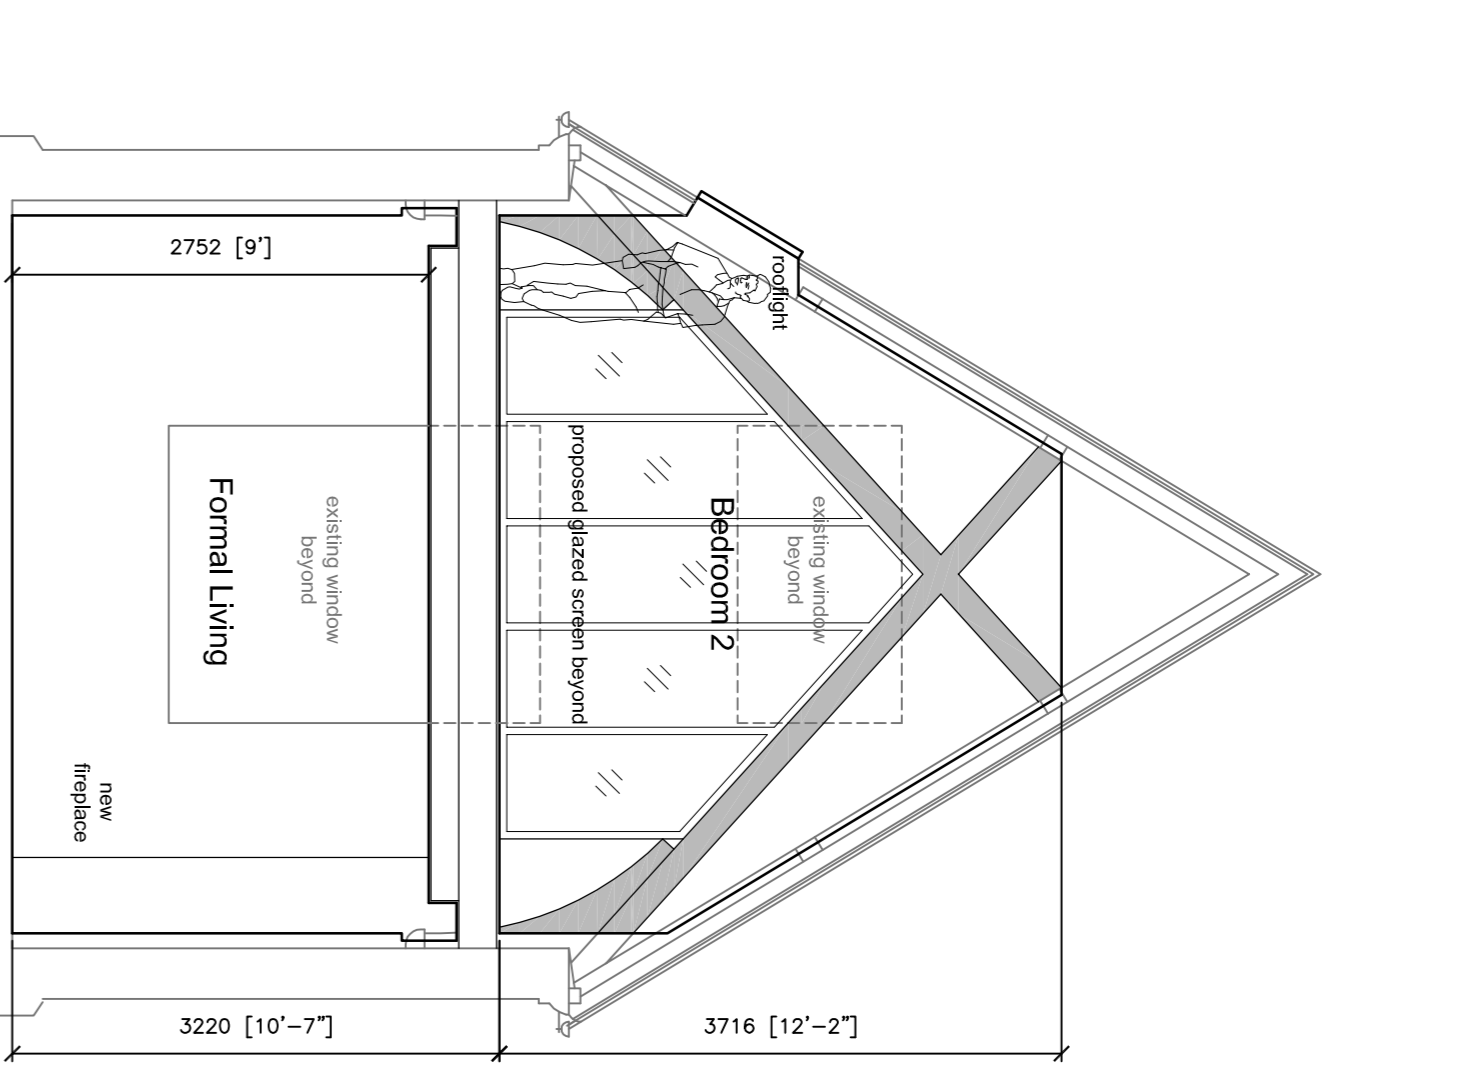 2752 [9’]
rooflight
existing window
beyond
Bedroom 2
proposed glazed screen beyond
existing window
beyond
Formal Living
new
fireplace
3220 [10’–7”]
3716 [12’–2”]